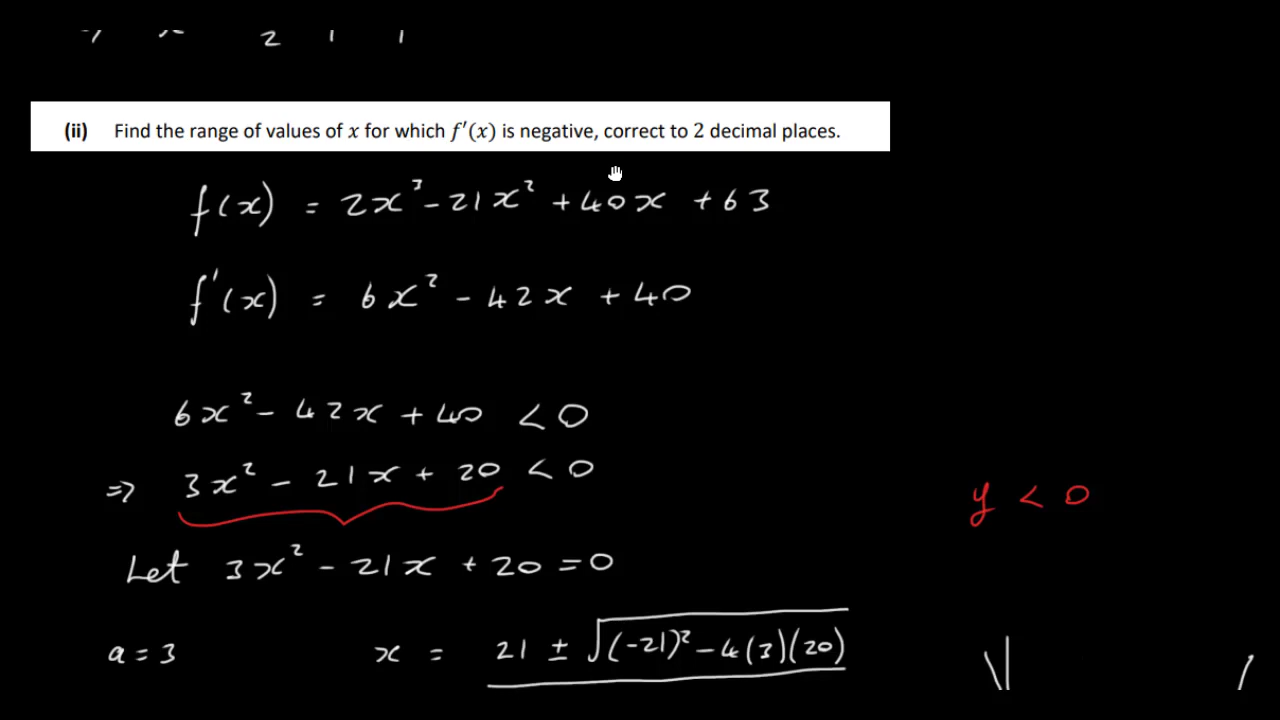 (ii) Find the range of values of x for which f'(x) is negative, correct to 2 decimal places.
f(x) = 2x³ - 21x² + 40x + 63
f'(x) = 6x² - 42x + 40
6x² - 42x + 40 < 0
⇒ 3x² - 21x + 20 < 0
y < 0
Let 3x² - 21x + 20 = 0
a = 3 x = 21 ± √(-21)² - 4(3)(20)